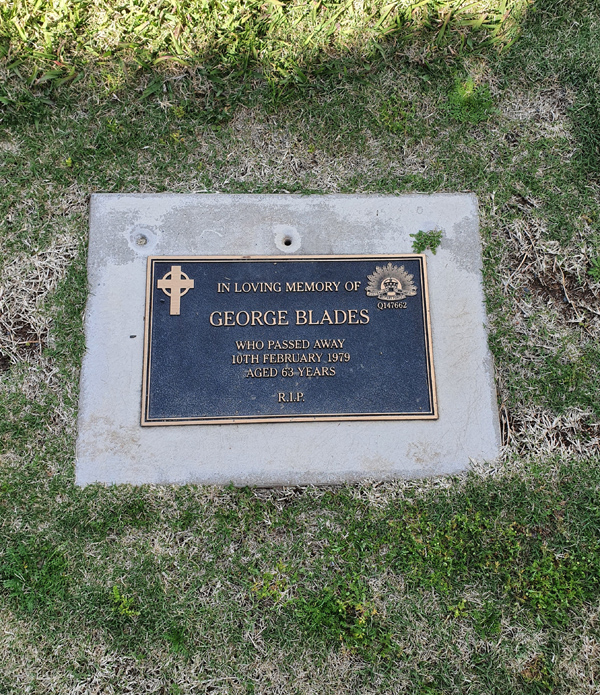 IN LOVING MEMORY OF
Q147662
GEORGE BLADES
WHO PASSED AWAY
10TH FEBRUARY 1979
AGED 63 YEARS
R.I.P.